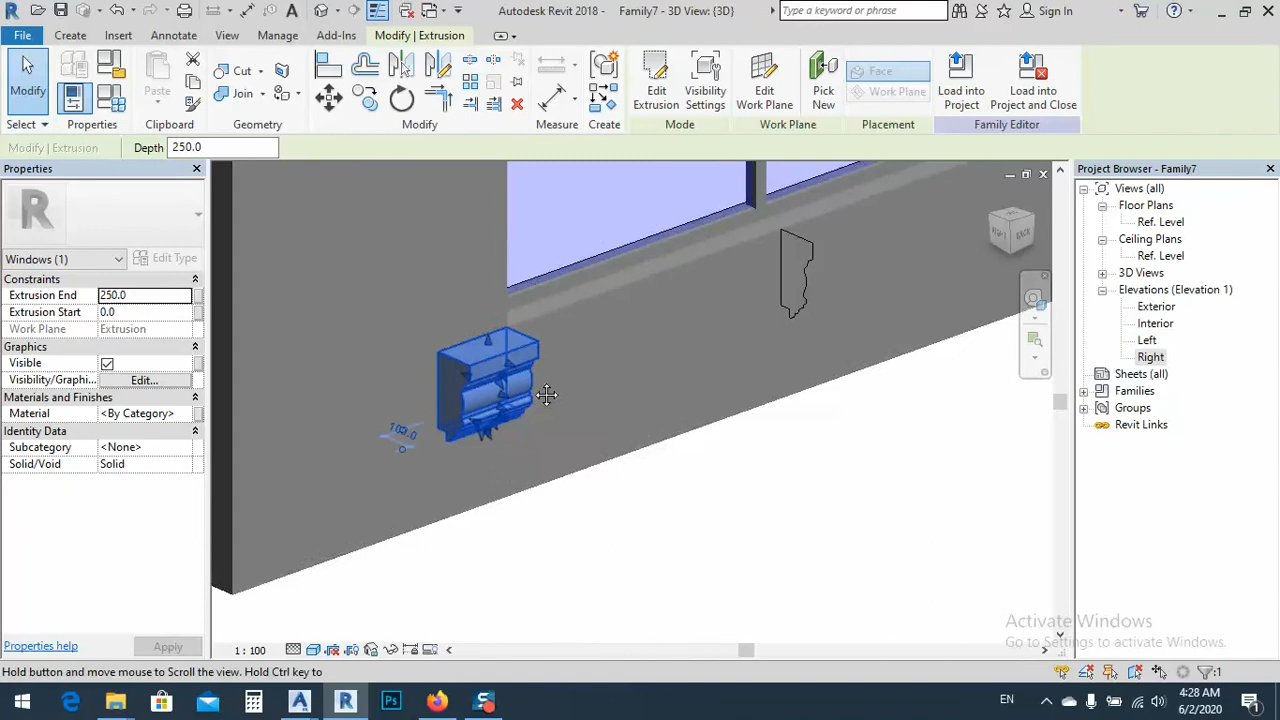 Autodesk Revit 2018 - Family7 - 3D View: {3D}
Type a keyword or phrase
Sign In
File
Create
Insert
Annotate
View
Manage
Add-Ins
Modify | Extrusion
Modify
Paste
Cut
Join
Edit Extrusion
Visibility Settings
Edit Work Plane
Pick New
Face
Work Plane
Load into Project
Load into Project and Close
Select
Properties
Clipboard
Geometry
Modify
Measure
Create
Mode
Work Plane
Placement
Family Editor
Modify | Extrusion
Depth 250.0
Properties
Windows (1)
Edit Type
Constraints
Extrusion End 250.0
Extrusion Start 0.0
Work Plane Extrusion
Graphics
Visible
Visibility/Graphi... Edit...
Materials and Finishes
Material <By Category>
Identity Data
Subcategory <None>
Solid/Void Solid
Properties help
Apply
Project Browser - Family7
Views (all)
Floor Plans
Ref. Level
Ceiling Plans
Ref. Level
3D Views
Elevations (Elevation 1)
Exterior
Interior
Left
Right
Sheets (all)
Families
Groups
Revit Links
BACK
Activate Windows
Go to Settings to activate Windows.
1 : 100
Hold button and move mouse to Scroll the view. Hold Ctrl key to
:1
EN
4:28 AM
6/2/2020